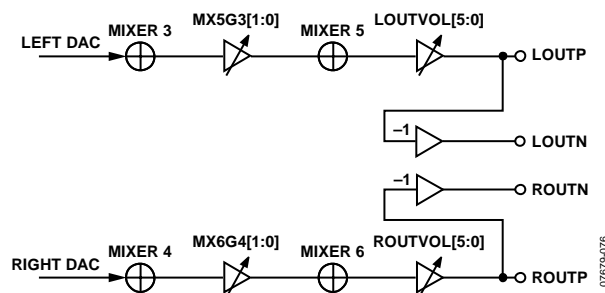 MIXER 3 MX5G3[1:0] MIXER 5 LOUTVOL[5:0]
LEFT DAC LOUTP
–1 LOUTN
–1 ROUTN
MIXER 4 MX6G4[1:0] MIXER 6 ROUTVOL[5:0]
RIGHT DAC ROUTP
07679-076